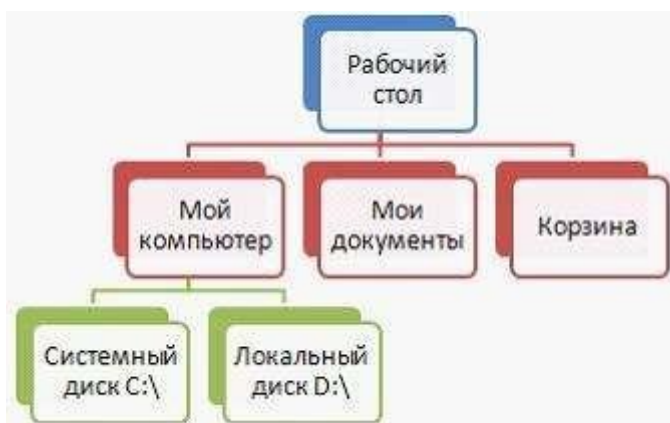 Рабочий
стол
Мой
компьютер
Мои
документы
Корзина
Системный
диск C:\
Локальный
диск D:\